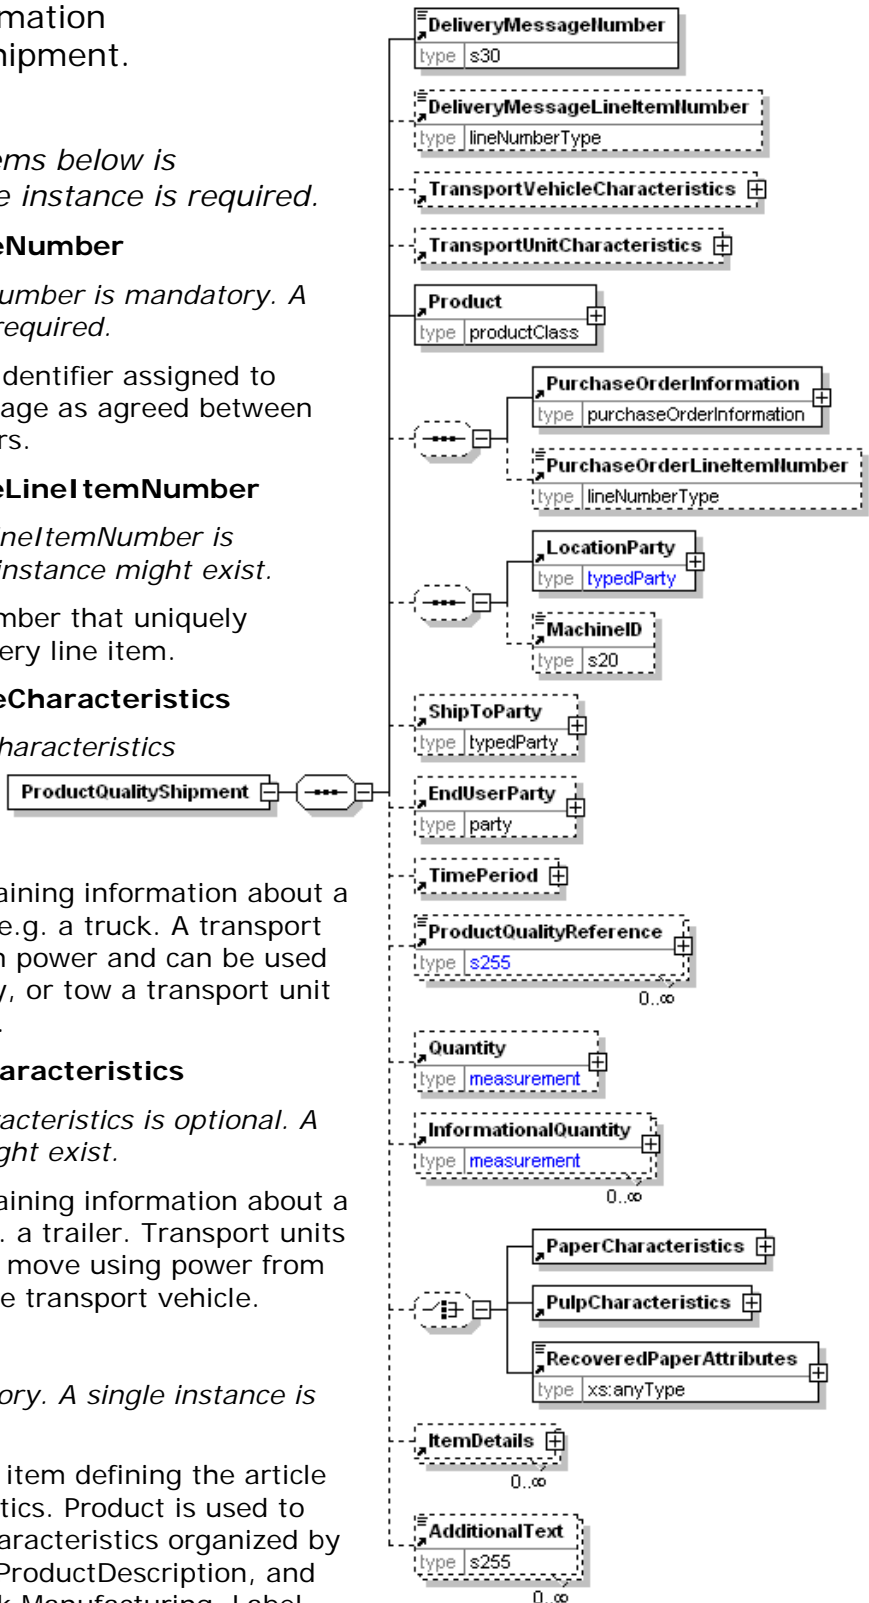 mation
hipment.
ems below is
e instance is required.
eNumber
umber is mandatory. A
required.
dentifier assigned to
age as agreed between
rs.
eLineItemNumber
ineItemNumber is
instance might exist.
mber that uniquely
ery line item.
eCharacteristics
haracteristics
aining information about a
e.g. a truck. A transport
n power and can be used
y, or tow a transport unit
.
aracteristics
acteristics is optional. A
ght exist.
aining information about a
. a trailer. Transport units
move using power from
e transport vehicle.
ory. A single instance is
item defining the article
tics. Product is used to
aracteristics organized by
ProductDescription, and
k Manufacturing, Label
ProductQualityShipment
DeliveryMessageNumber
type s30
DeliveryMessageLineItemNumber
type lineNumberType
TransportVehicleCharacteristics
TransportUnitCharacteristics
Product
type productClass
PurchaseOrderInformation
type purchaseOrderInformation
PurchaseOrderLineItemNumber
type lineNumberType
LocationParty
type typedParty
MachineID
type s20
ShipToParty
type typedParty
EndUserParty
type party
TimePeriod
ProductQualityReference
type s255
0..∞
Quantity
type measurement
InformationalQuantity
type measurement
0..∞
PaperCharacteristics
PulpCharacteristics
RecoveredPaperAttributes
type xs:anyType
ItemDetails
0..∞
AdditionalText
type s255
0..∞